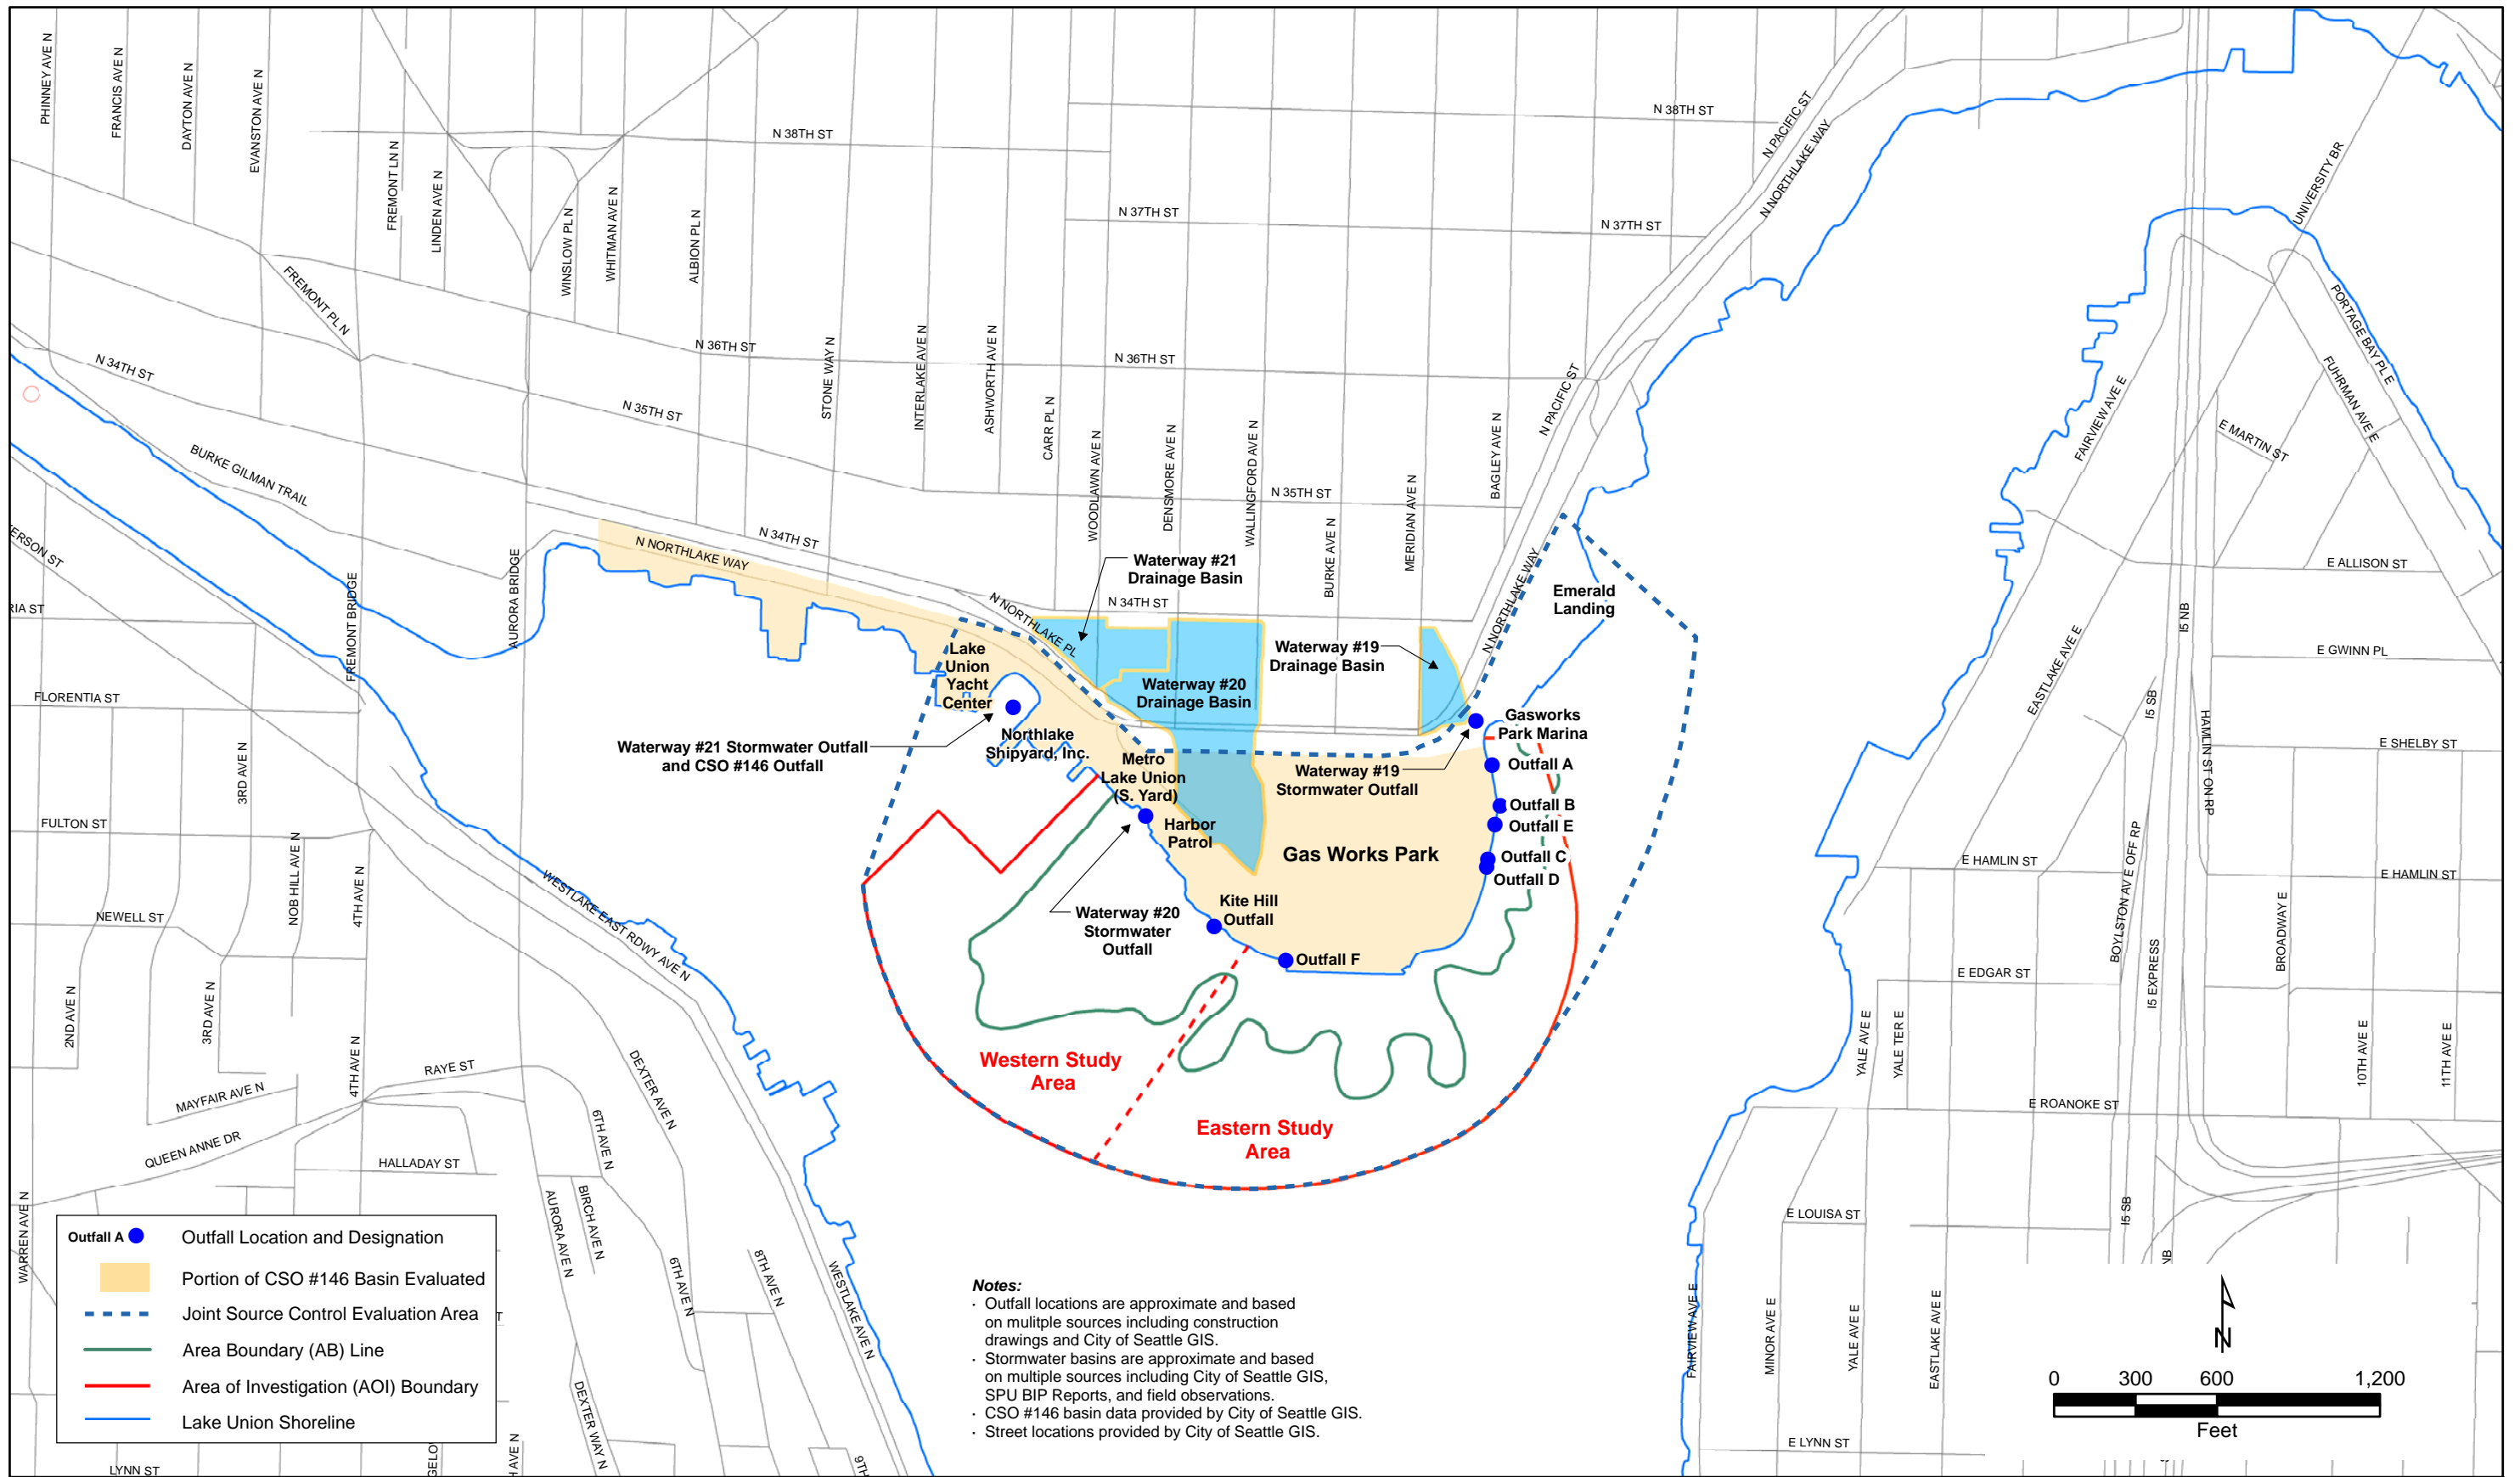 PHINNEY AVE N
FRANCIS AVE N
DAYTON AVE N
EVANSTON AVE N
FREMONT LN N
LINDEN AVE N
WINSLOW PL N
WHITMAN AVE N
ALBION PL N
N 38TH ST
N 38TH ST
N PACIFIC ST
N NORTHLAKE WAY
UNIVERSITY BR
N 37TH ST
N 37TH ST
FREMONT PL N
N 34TH ST
N 36TH ST
N 36TH ST
STONE WAY N
INTERLAKE AVE N
ASHWORTH AVE N
CARR PL N
WOODLAWN AVE N
DENSMORE AVE N
WALLINGFORD AVE N
BURKE AVE N
MERIDIAN AVE N
BAGLEY AVE N
N PACIFIC ST
PORTAGE BAY PL E
FUHRMAN AVE E
FAIRVIEW AVE E
E MARTIN ST
N 35TH ST
N 35TH ST
BURKE GILMAN TRAIL
N 34TH ST
N NORTHLAKE WAY
ERSON ST
FREMONT BRIDGE
AURORA BRIDGE
Waterway #21
Drainage Basin
N 34TH ST
N NORTHLAKE PL
N NORTHLAKE WAY
Emerald
Landing
E ALLISON ST
RIA ST
I5 NB
E GWINN PL
EASTLAKE AVE E
Lake
Union
Yacht
Center
Waterway #20
Drainage Basin
Waterway #19
Drainage Basin
FLORENTIA ST
I5 SB
HAMLIN ST ON RP
Gasworks
Park Marina
E SHELBY ST
Northlake
Shipyard, Inc.
Waterway #21 Stormwater Outfall
and CSO #146 Outfall
3RD AVE N
Metro
Lake Union
(S. Yard)
Waterway #19
Stormwater Outfall
Outfall A
Outfall B
Outfall E
Outfall C
Outfall D
FULTON ST
Harbor
Patrol
Gas Works Park
NOB HILL AVE N
4TH AVE N
WESTLAKE EAST RDWY AVE N
BOYLSTON AV E OFF RP
E HAMLIN ST
E HAMLIN ST
NEWELL ST
Kite Hill
Outfall
Waterway #20
Stormwater
Outfall
Outfall F
BROADWAY E
E EDGAR ST
I5 EXPRESS
2ND AVE N
3RD AVE N
4TH AVE N
YALE AVE E
YALE TER E
10TH AVE E
11TH AVE E
Western Study
Area
RAYE ST
DEXTER AVE N
MAYFAIR AVE N
6TH AVE N
E ROANOKE ST
Eastern Study
Area
QUEEN ANNE DR
HALLADAY ST
WARREN AVE N
AURORA AVE N
BIRCH AVE N
6TH AVE N
8TH AVE N
WESTLAKE AVE N
E LOUISA ST
I5 SB
NB
Outfall A
Outfall Location and Designation
Portion of CSO #146 Basin Evaluated
Joint Source Control Evaluation Area
Area Boundary (AB) Line
Area of Investigation (AOI) Boundary
Lake Union Shoreline
T
LYNN ST
GELO
H AVE N
DEXTER WAY N
9TH
Notes:
· Outfall locations are approximate and based
on mulitple sources including construction
drawings and City of Seattle GIS.
· Stormwater basins are approximate and based
on multiple sources including City of Seattle GIS,
SPU BIP Reports, and field observations.
· CSO #146 basin data provided by City of Seattle GIS.
· Street locations provided by City of Seattle GIS.
FAIRVIEW AVE E
MINOR AVE E
YALE AVE E
EASTLAKE AVE E
E LYNN ST
N
0 300 600 1,200
Feet